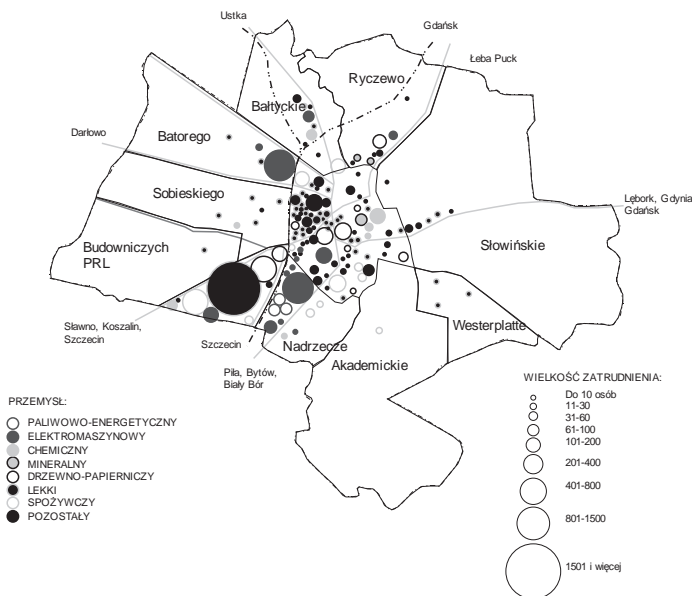 Ustka
Gdańsk
Łeba Puck
Ryczewo
Bałtyckie
Batorego
Darłowo
Sobieskiego
Lębork, Gdynia
Gdańsk
Słowińskie
Budowniczych
PRL
Sławno, Koszalin,
Szczecin
Szczecin
Nadrzecze
Westerplatte
Akademickie
Piła, Bytów,
Biały Bór
PRZEMYSŁ:
PALIWOWO-ENERGETYCZNY
ELEKTROMASZYNOWY
CHEMICZNY
MINERALNY
DRZEWNO-PAPIERNICZY
LEKKI
SPOŻYWCZY
POZOSTAŁY
WIELKOŚĆ ZATRUDNIENIA:
Do 10 osób
11-30
31-60
61-100
101-200
201-400
401-800
801-1500
1501 i więcej